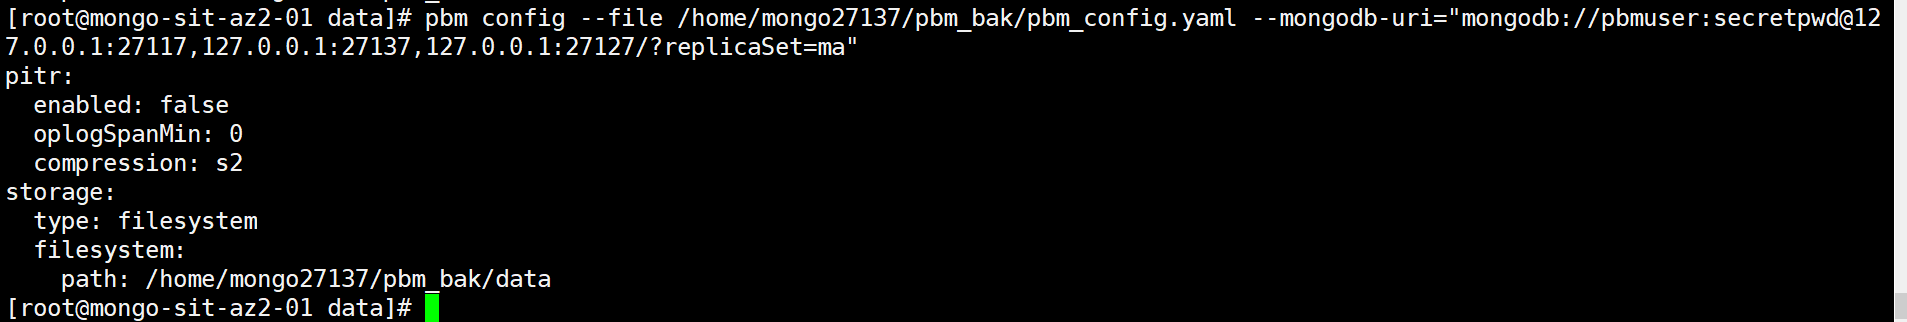 [root@mongo-sit-az2-01 data]# pbm config --file /home/mongo27137/pbm_bak/pbm_config.yaml --mongodb-uri="mongodb://pbmuser:secretpwd@12
7.0.0.1:27117,127.0.0.1:27137,127.0.0.1:27127/?replicaSet=ma"
pitr:
  enabled: false
  oplogSpanMin: 0
  compression: s2
storage:
  type: filesystem
  filesystem:
    path: /home/mongo27137/pbm_bak/data
[root@mongo-sit-az2-01 data]#